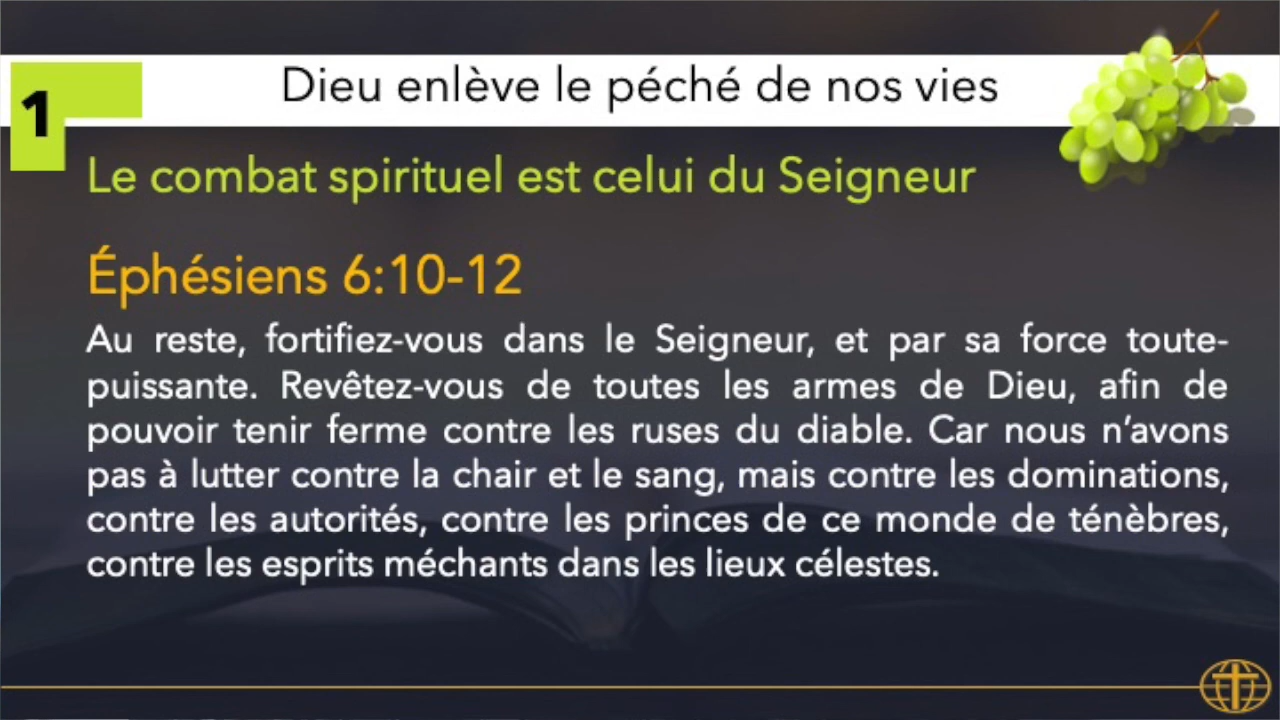 Dieu enlève le péché de nos vies
1
Le combat spirituel est celui du Seigneur
Éphésiens 6:10-12
Au reste, fortifiez-vous dans le Seigneur, et par sa force toute-
puissante. Revêtez-vous de toutes les armes de Dieu, afin de
pouvoir tenir ferme contre les ruses du diable. Car nous n’avons
pas à lutter contre la chair et le sang, mais contre les dominations,
contre les autorités, contre les princes de ce monde de ténèbres,
contre les esprits méchants dans les lieux célestes.